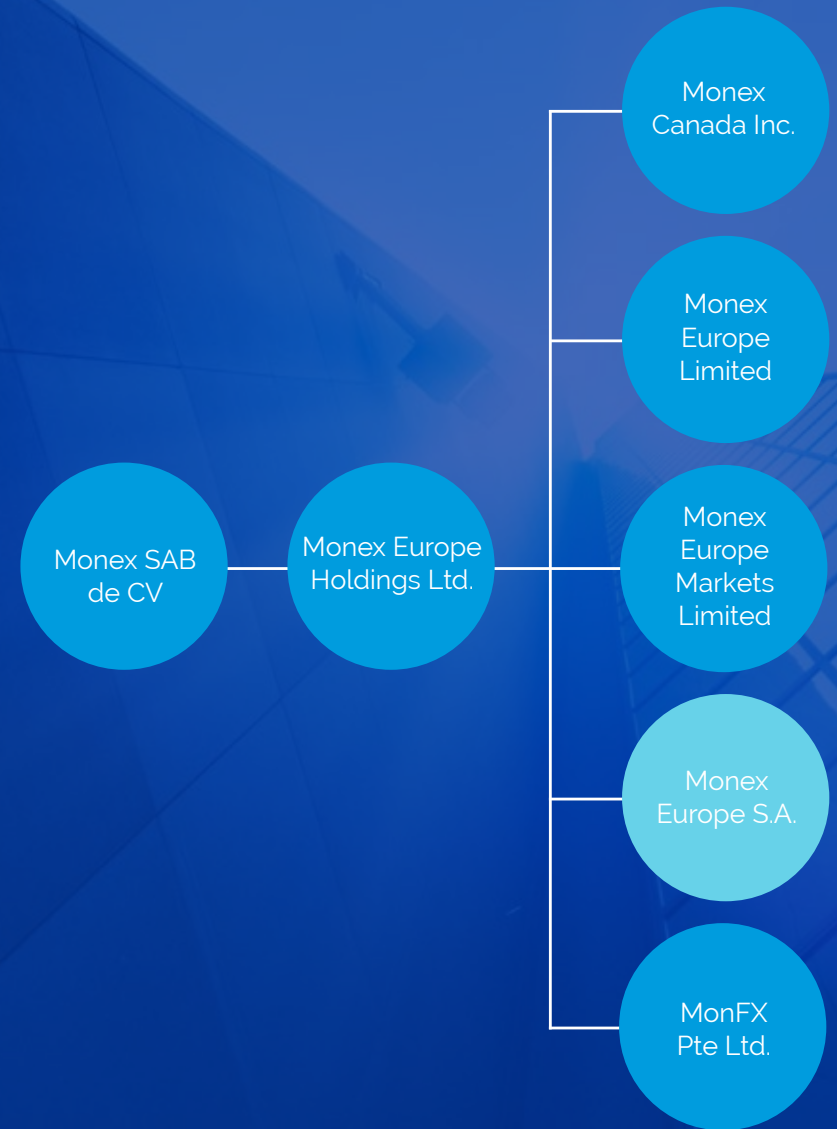 Monex
Canada Inc.
Monex
Europe
Limited
Monex SAB
de CV
Monex Europe
Holdings Ltd.
Monex
Europe
Markets
Limited
Monex
Europe S.A.
MonFX
Pte Ltd.